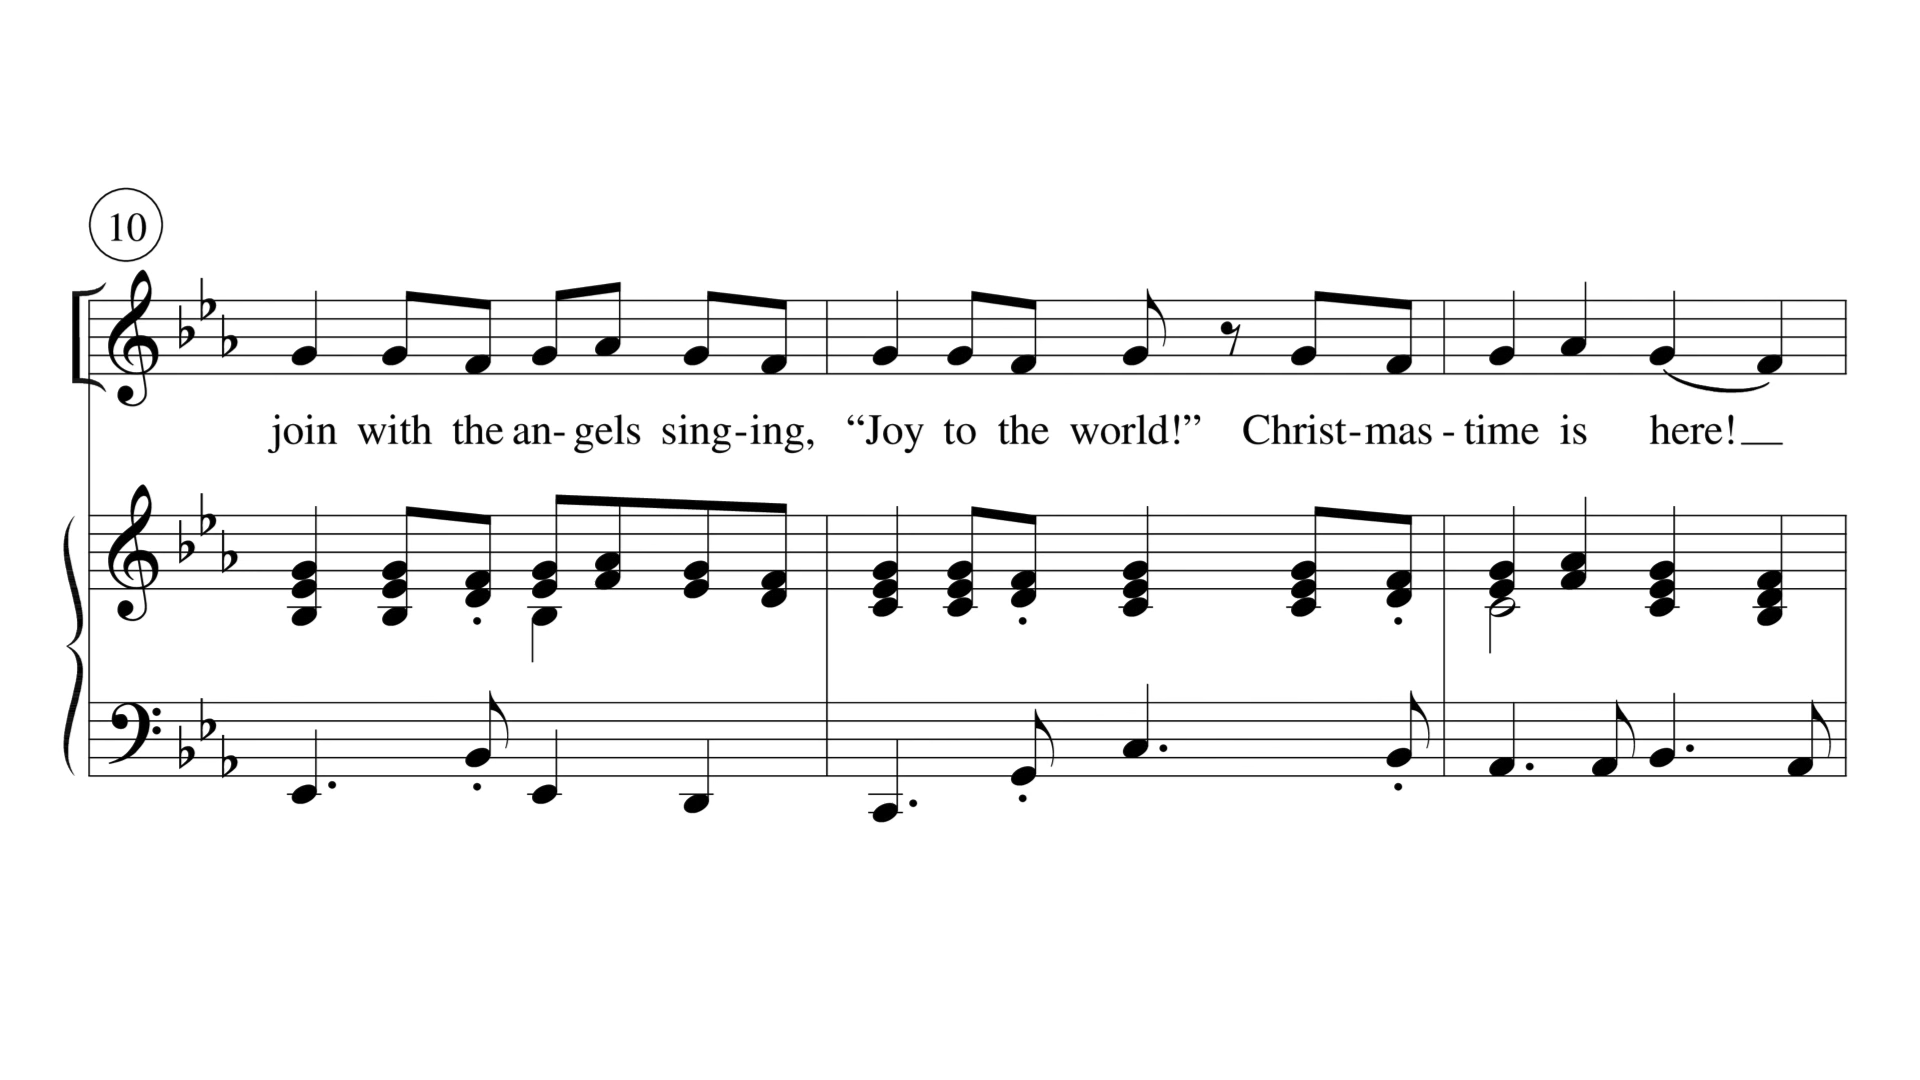 10
join with the an- gels sing-ing, “Joy to the world!” Christ-mas - time is here!